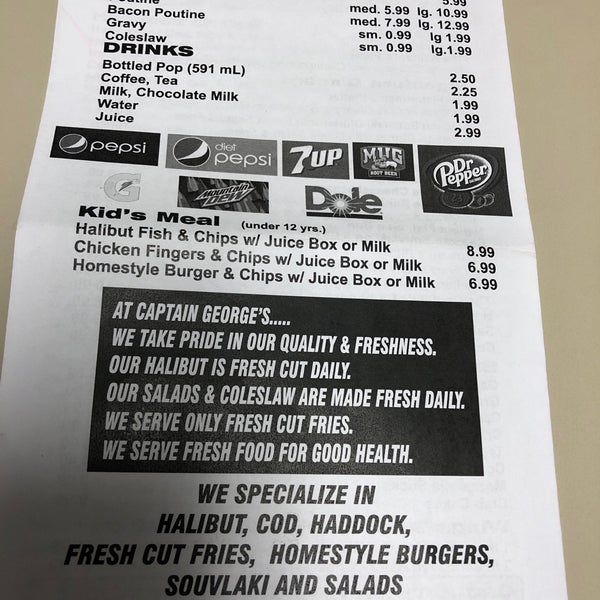 5.99
Poutine med. 5.99 lg. 10.99
Bacon Poutine med. 7.99 lg. 12.99
Gravy sm. 0.99 lg 1.99
Coleslaw sm. 0.99 lg.1.99
DRINKS
Bottled Pop (591 mL) 2.50
Coffee, Tea 2.25
Milk, Chocolate Milk 1.99
Water 1.99
Juice 2.99
pepsi diet pepsi 7UP MUG ROOT BEER Dr Pepper
G Mountain Dew Dole
Kid's Meal (under 12 yrs.)
Halibut Fish & Chips w/ Juice Box or Milk 8.99
Chicken Fingers & Chips w/ Juice Box or Milk 6.99
Homestyle Burger & Chips w/ Juice Box or Milk 6.99
AT CAPTAIN GEORGE'S.....
WE TAKE PRIDE IN OUR QUALITY & FRESHNESS.
OUR HALIBUT IS FRESH CUT DAILY.
OUR SALADS & COLESLAW ARE MADE FRESH DAILY.
WE SERVE ONLY FRESH CUT FRIES.
WE SERVE FRESH FOOD FOR GOOD HEALTH.
WE SPECIALIZE IN
HALIBUT, COD, HADDOCK,
FRESH CUT FRIES, HOMESTYLE BURGERS,
SOUVLAKI AND SALADS